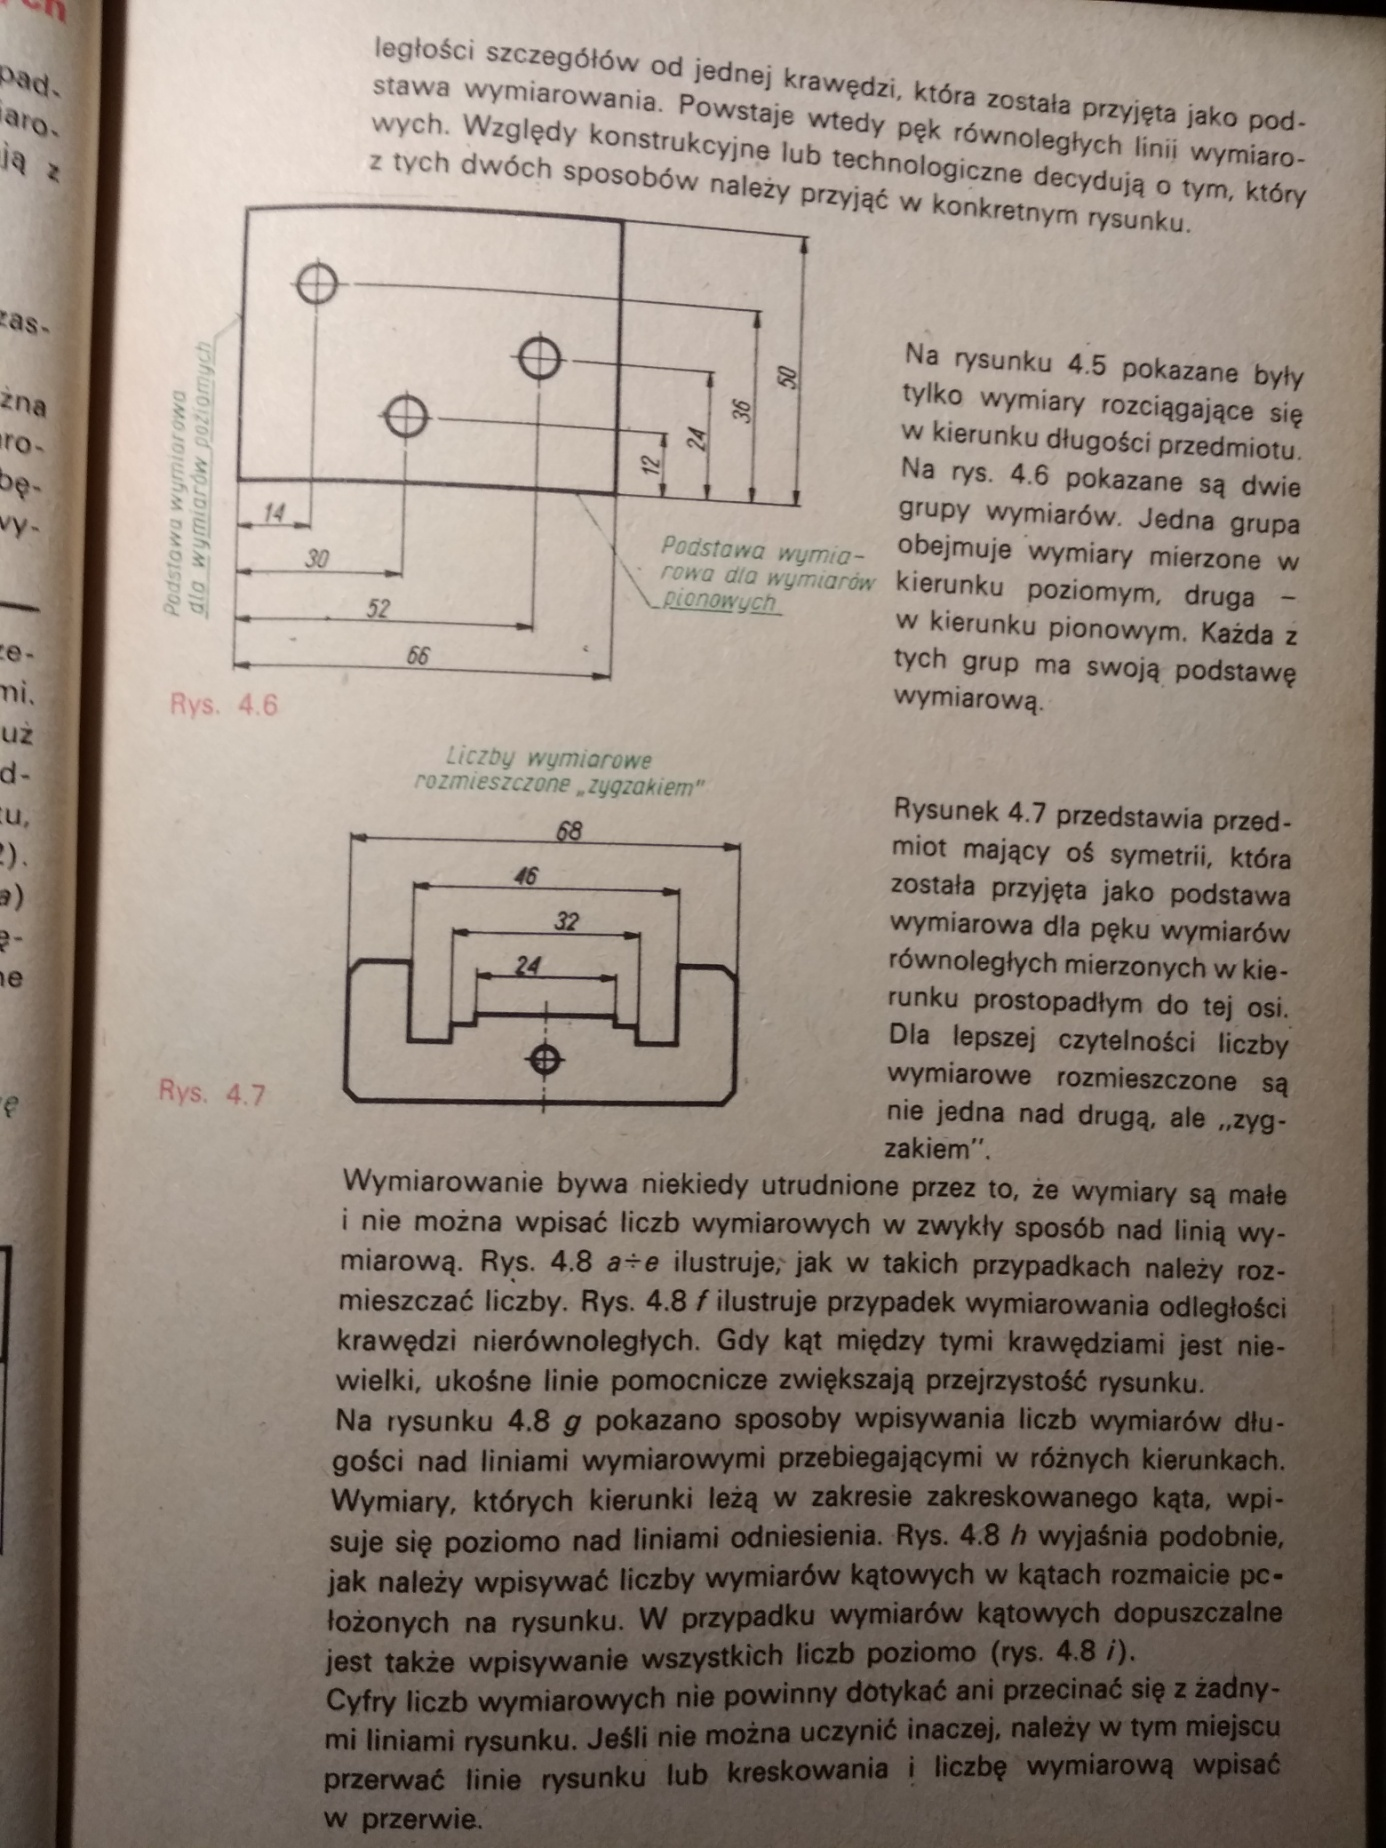 ległości szczegółów od jednej krawędzi, która została przyjęta jako pod-
stawa wymiarowania. Powstaje wtedy pęk równoległych linii wymiaro-
wych. Względy konstrukcyjne lub technologiczne decydują o tym, który
z tych dwóch sposobów należy przyjąć w konkretnym rysunku.
Podstawa wymiarowa
dla wymiarów poziomych
50
36
24
12
14
30
52
66
Podstawa wymia-
rowa dla wymiarów
pionowych
Rys. 4.6
Na rysunku 4.5 pokazane były
tylko wymiary rozciągające się
w kierunku długości przedmiotu.
Na rys. 4.6 pokazane są dwie
grupy wymiarów. Jedna grupa
obejmuje wymiary mierzone w
kierunku poziomym, druga –
w kierunku pionowym. Każda z
tych grup ma swoją podstawę
wymiarową.
Liczby wymiarowe
rozmieszczone „zygzakiem"
68
46
32
24
Rys. 4.7
Rysunek 4.7 przedstawia przed-
miot mający oś symetrii, która
została przyjęta jako podstawa
wymiarowa dla pęku wymiarów
równoległych mierzonych w kie-
runku prostopadłym do tej osi.
Dla lepszej czytelności liczby
wymiarowe rozmieszczone są
nie jedna nad drugą, ale „zyg-
zakiem".
Wymiarowanie bywa niekiedy utrudnione przez to, że wymiary są małe
i nie można wpisać liczb wymiarowych w zwykły sposób nad linią wy-
miarową. Rys. 4.8 a÷e ilustruje, jak w takich przypadkach należy roz-
mieszczać liczby. Rys. 4.8 f ilustruje przypadek wymiarowania odległości
krawędzi nierównoległych. Gdy kąt między tymi krawędziami jest nie-
wielki, ukośne linie pomocnicze zwiększają przejrzystość rysunku.
Na rysunku 4.8 g pokazano sposoby wpisywania liczb wymiarów dłu-
gości nad liniami wymiarowymi przebiegającymi w różnych kierunkach.
Wymiary, których kierunki leżą w zakresie zakreskowanego kąta, wpi-
suje się poziomo nad liniami odniesienia. Rys. 4.8 h wyjaśnia podobnie,
jak należy wpisywać liczby wymiarów kątowych w kątach rozmaicie po-
łożonych na rysunku. W przypadku wymiarów kątowych dopuszczalne
jest także wpisywanie wszystkich liczb poziomo (rys. 4.8 i).
Cyfry liczb wymiarowych nie powinny dotykać ani przecinać się z żadny-
mi liniami rysunku. Jeśli nie można uczynić inaczej, należy w tym miejscu
przerwać linie rysunku lub kreskowania i liczbę wymiarową wpisać
w przerwie.